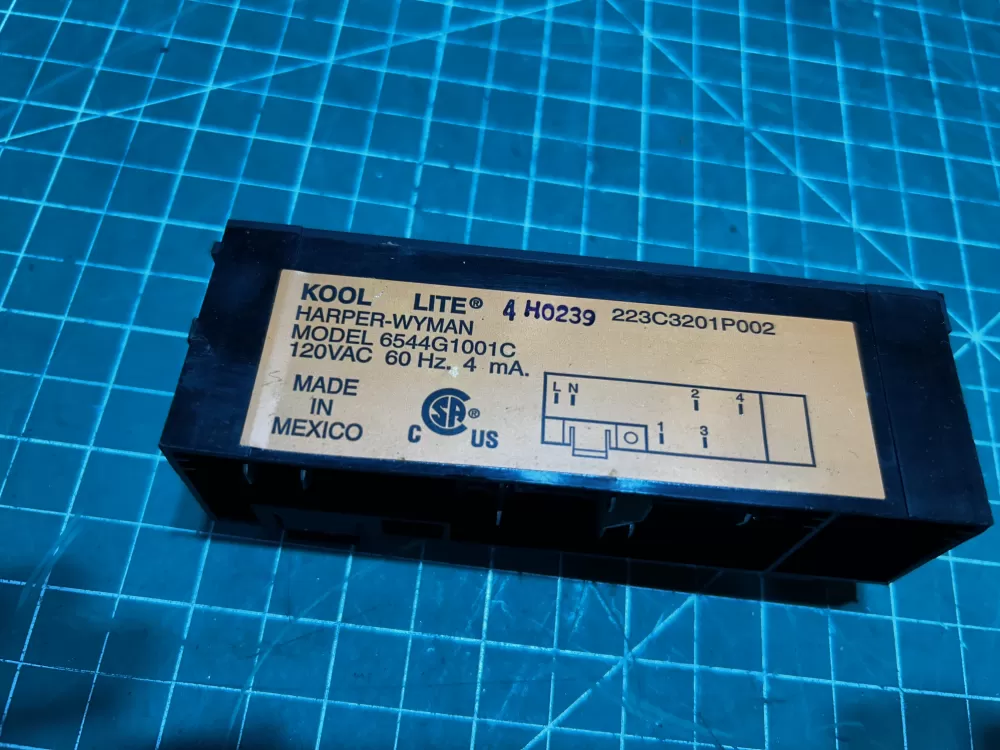 KOOL LITE® 4 H0239 223C3201P002
HARPER-WYMAN
MODEL 6544G1001C
120VAC 60 Hz. 4 mA.
MADE
IN
MEXICO
C SA ® US
L N 2 4
1 3